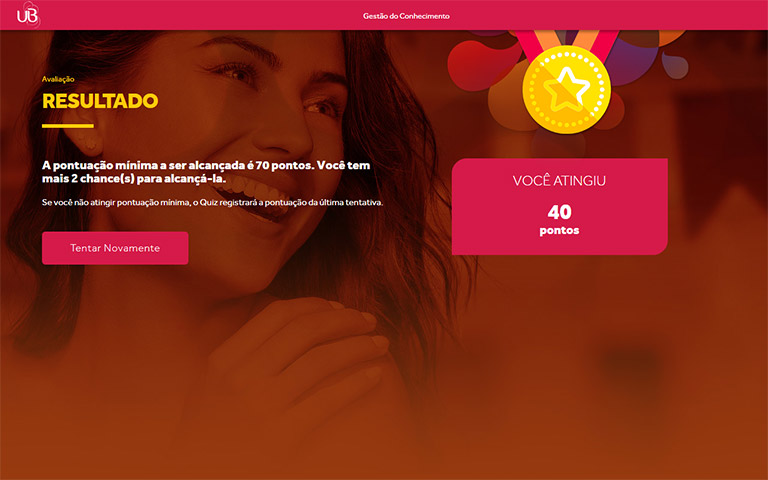 UB
Gestão do Conhecimento
Avaliação
RESULTADO
A pontuação mínima a ser alcançada é 70 pontos. Você tem
mais 2 chance(s) para alcançá-la.
Se você não atingir pontuação mínima, o Quiz registrará a pontuação da última tentativa.
Tentar Novamente
VOCÊ ATINGIU
40
pontos